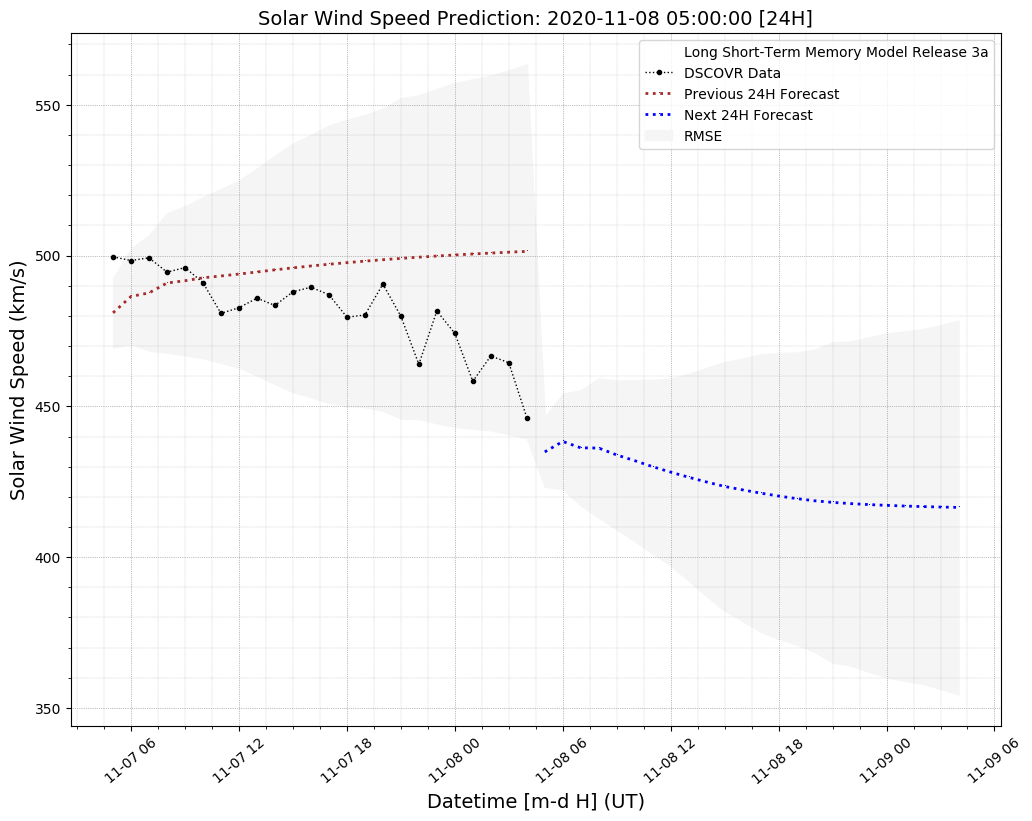 Solar Wind Speed Prediction: 2020-11-08 05:00:00 [24H]
Long Short-Term Memory Model Release 3a
DSCOVR Data
Previous 24H Forecast
Next 24H Forecast
RMSE
Solar Wind Speed (km/s)
550
500
450
400
350
11-07 06
11-07 12
11-07 18
11-08 00
11-08 06
11-08 12
11-08 18
11-09 00
11-09 06
Datetime [m-d H] (UT)